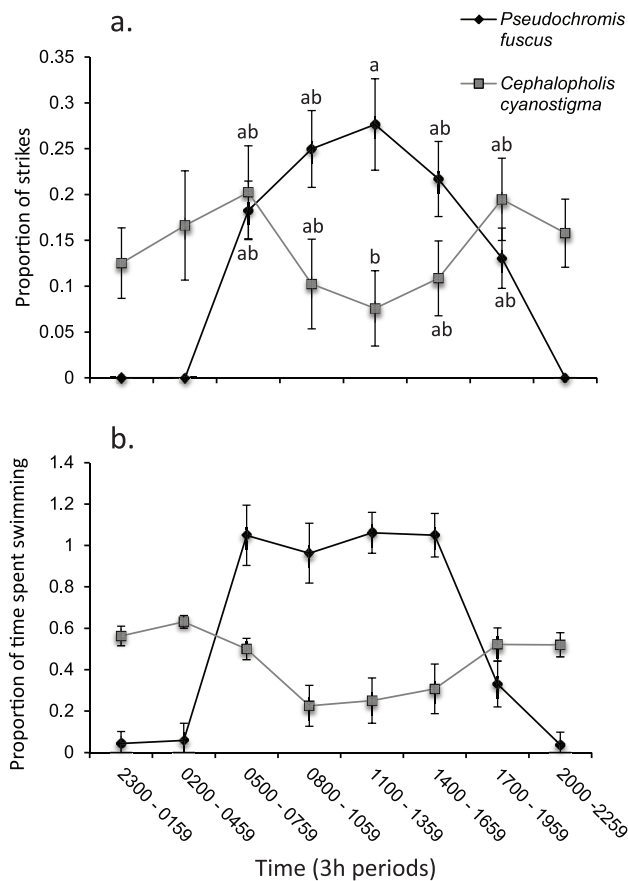 a.
Pseudochromis
fuscus
Cephalopholis
cyanostigma
Proportion of strikes
0.35
0.3
0.25
0.2
0.15
0.1
0.05
0
ab
ab
a
ab
ab
ab
ab
b
ab
ab
b.
Proportion of time spent swimming
1.4
1.2
1
0.8
0.6
0.4
0.2
0
2300 - 0159
0200 - 0459
0500 - 0759
0800 - 1059
1100 - 1359
1400 - 1659
1700 - 1959
2000 -2259
Time (3h periods)